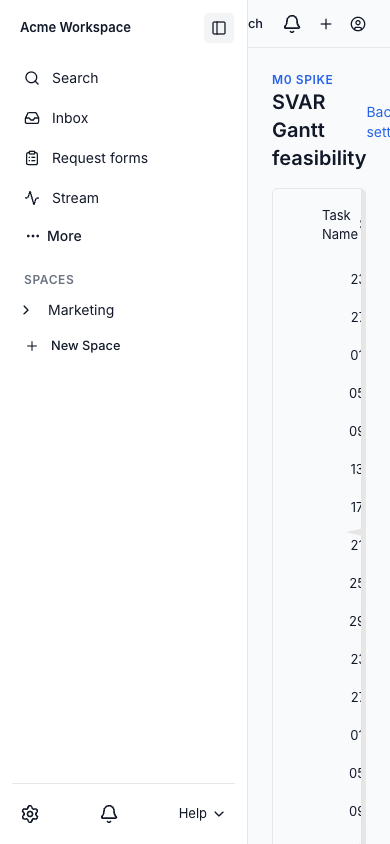 Acme Workspace
Search
Inbox
Request forms
Stream
More
SPACES
Marketing
New Space
Help
ch
M0 SPIKE
SVAR
Gantt
feasibility
Bac
sett
Task
Name
23
27
01
05
09
13
17
21
25
29
23
27
01
05
09